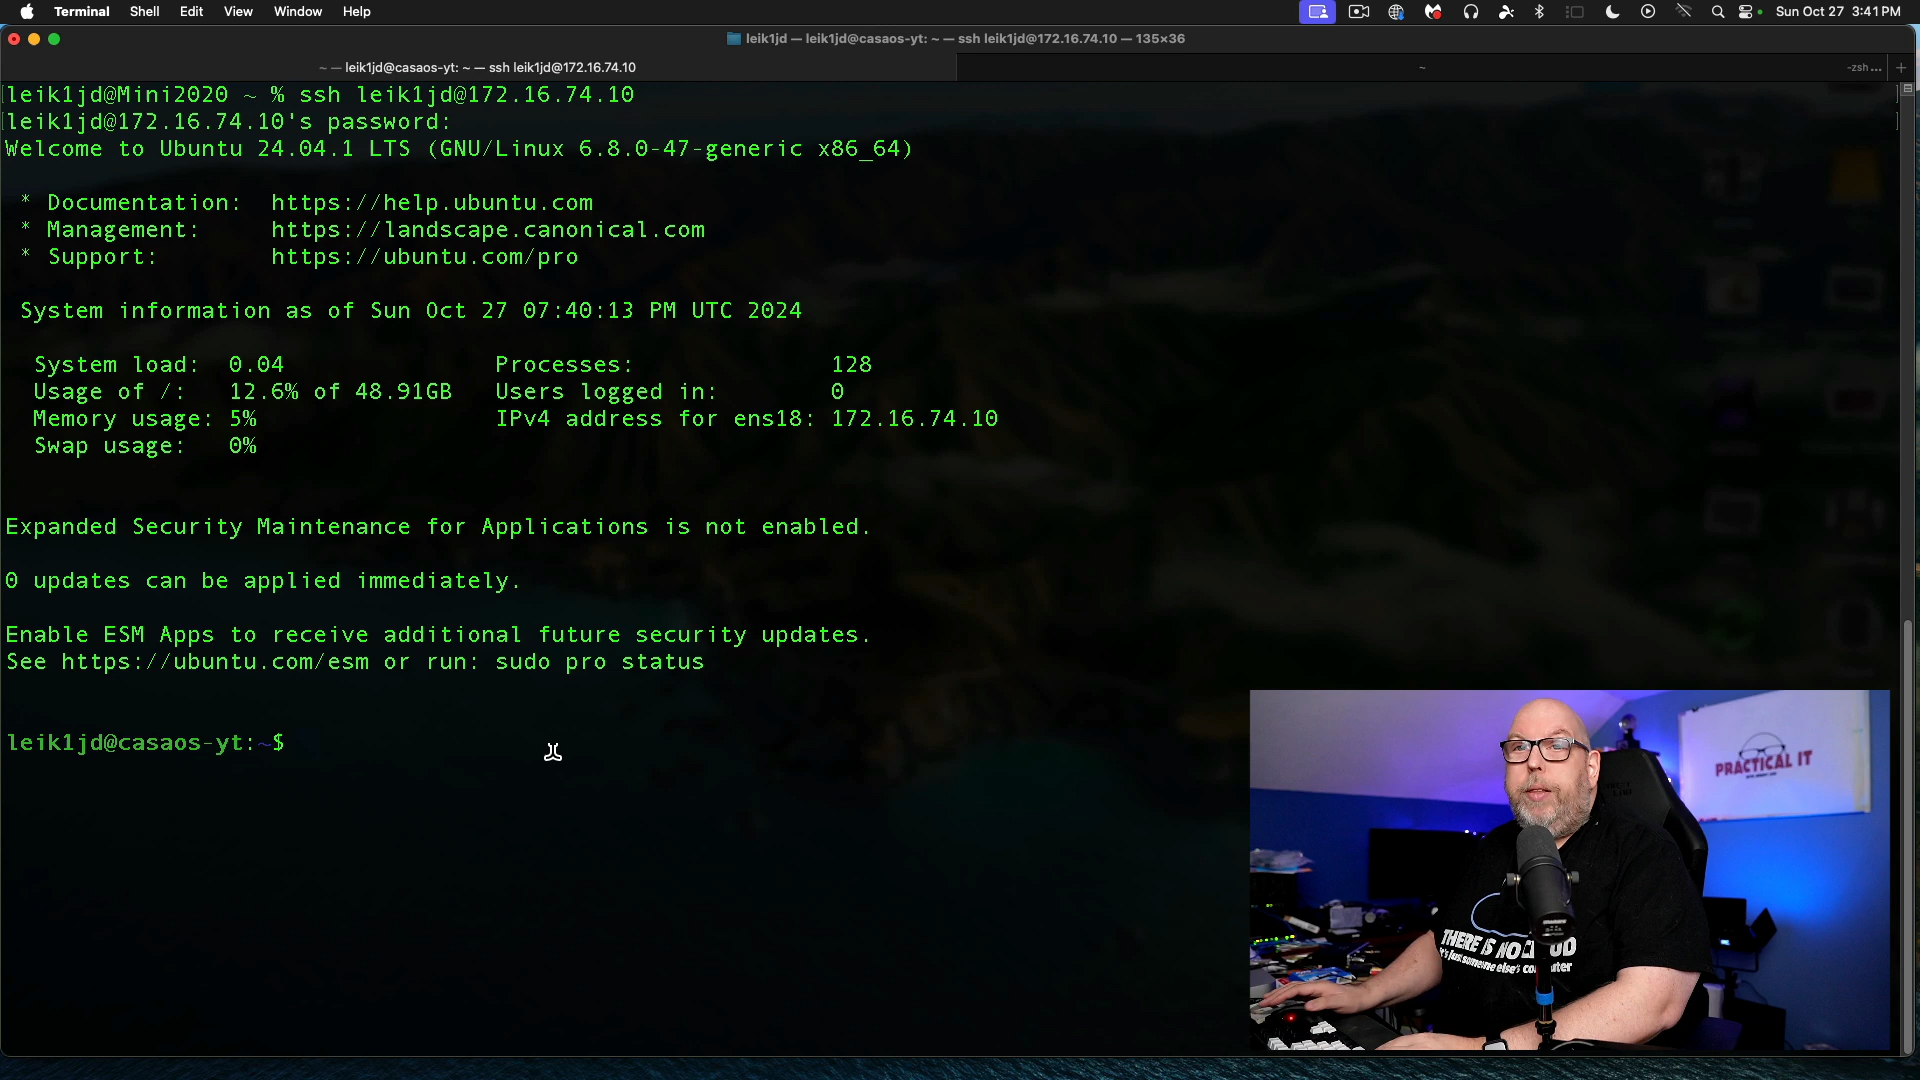 Terminal Shell Edit View Window Help Sun Oct 27 3:41 PM
leik1jd — leik1jd@casaos-yt: ~ — ssh leik1jd@172.16.74.10 — 135×36
~ — leik1jd@casaos-yt: ~ — ssh leik1jd@172.16.74.10 ~ -zsh ... +
leik1jd@Mini2020 ~ % ssh leik1jd@172.16.74.10
leik1jd@172.16.74.10's password:
Welcome to Ubuntu 24.04.1 LTS (GNU/Linux 6.8.0-47-generic x86_64)
* Documentation: https://help.ubuntu.com
* Management: https://landscape.canonical.com
* Support: https://ubuntu.com/pro
System information as of Sun Oct 27 07:40:13 PM UTC 2024
System load: 0.04 Processes: 128
Usage of /: 12.6% of 48.91GB Users logged in: 0
Memory usage: 5% IPv4 address for ens18: 172.16.74.10
Swap usage: 0%
Expanded Security Maintenance for Applications is not enabled.
0 updates can be applied immediately.
Enable ESM Apps to receive additional future security updates.
See https://ubuntu.com/esm or run: sudo pro status
leik1jd@casaos-yt:~$
PRACTICAL IT
THERE IS NO
it's just someone else's